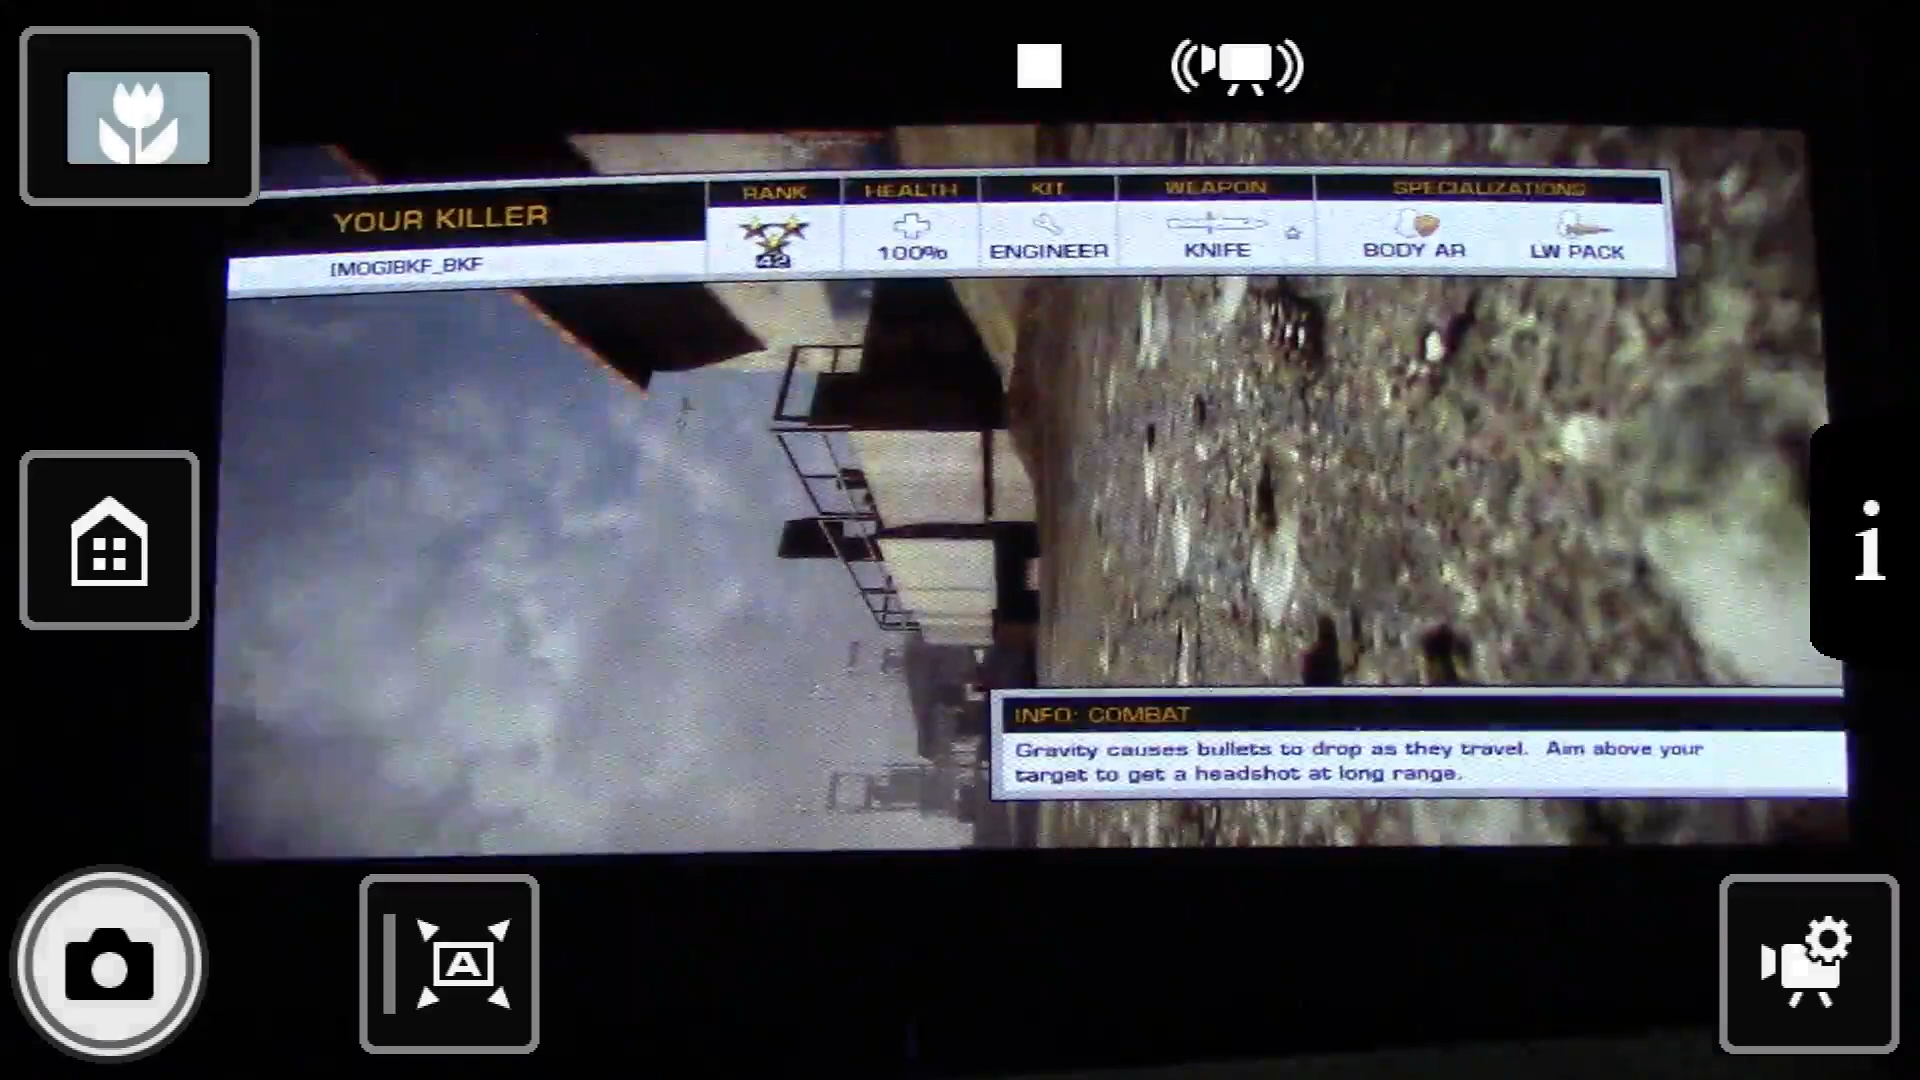 YOUR KILLER
[MOG]BKF_BKF
RANK
42
HEALTH
100%
KIT
ENGINEER
WEAPON
KNIFE
SPECIALIZATIONS
BODY AR
LW PACK
i
INFO: COMBAT
Gravity causes bullets to drop as they travel. Aim above your
target to get a headshot at long range.
A